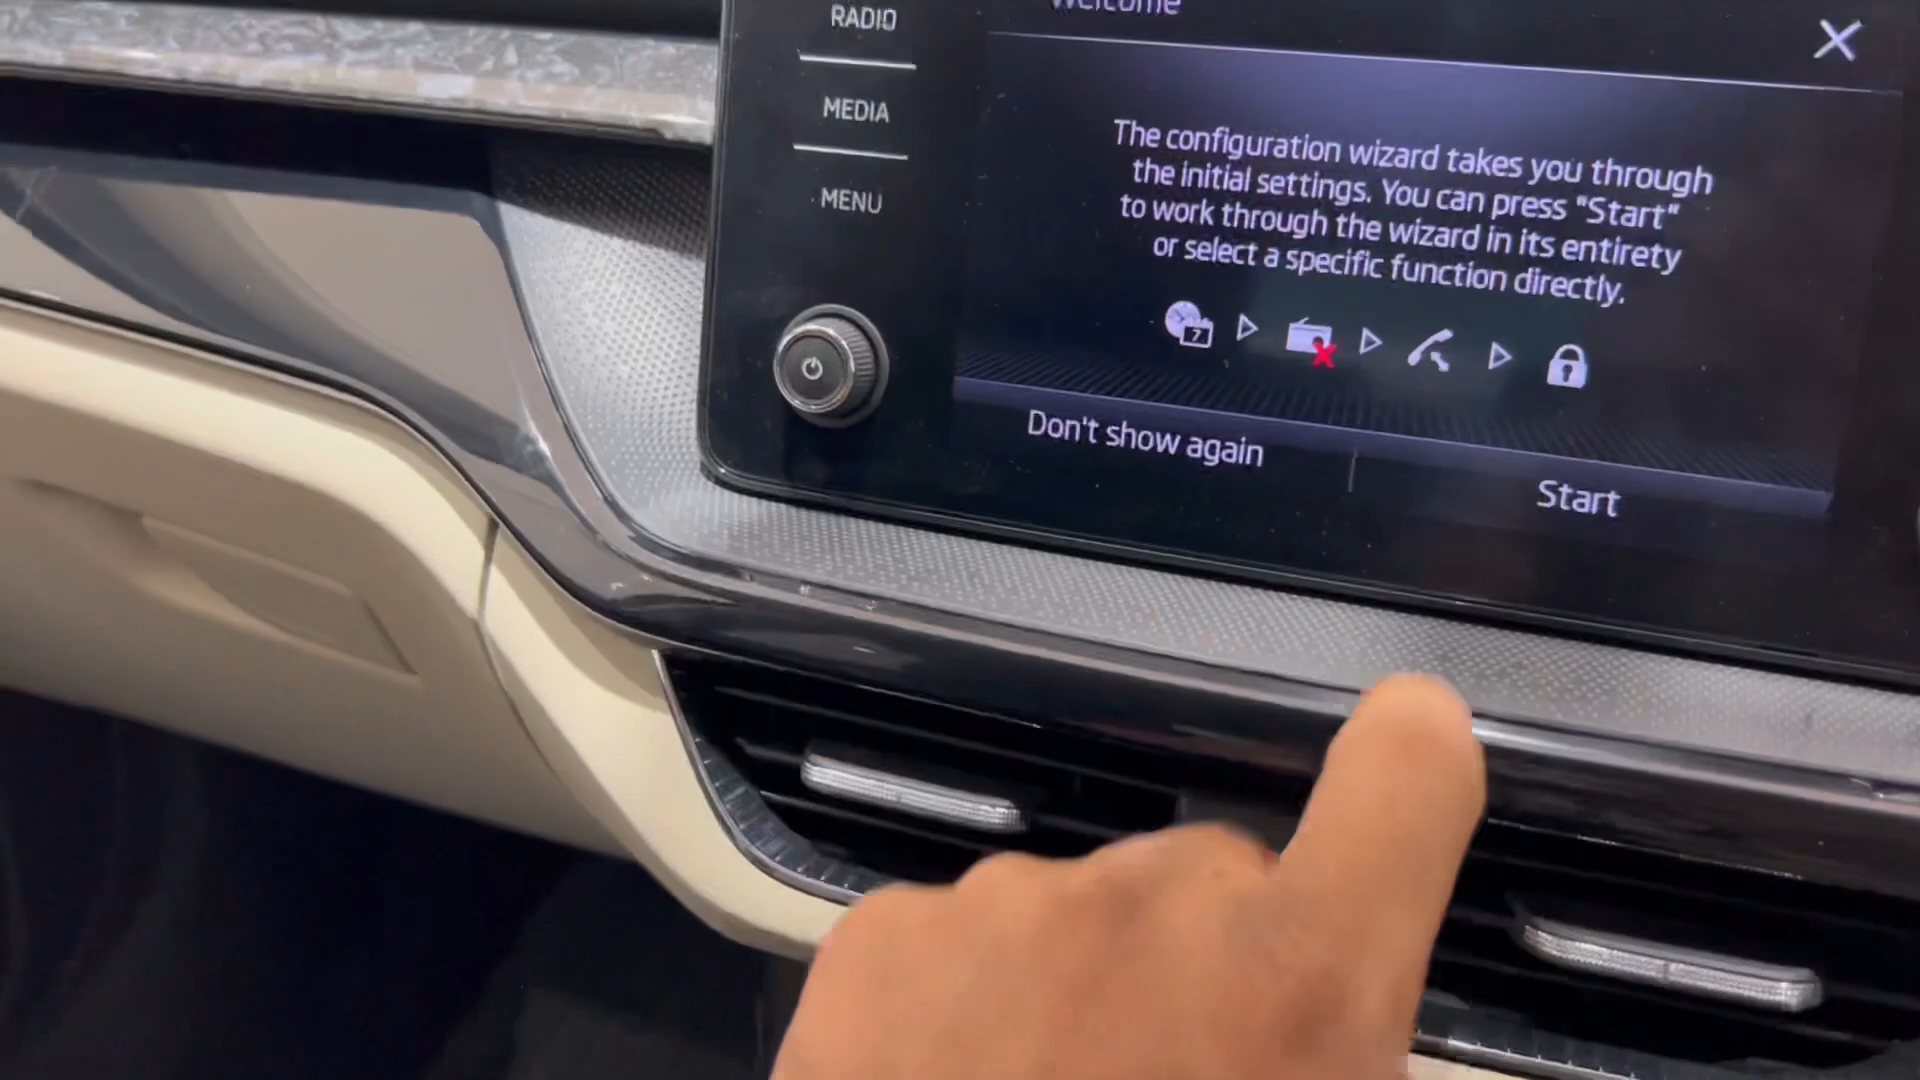 Welcome
RADIO
MEDIA
MENU
The configuration wizard takes you through
the initial settings. You can press "Start"
to work through the wizard in its entirety
or select a specific function directly.
7
Don't show again
Start